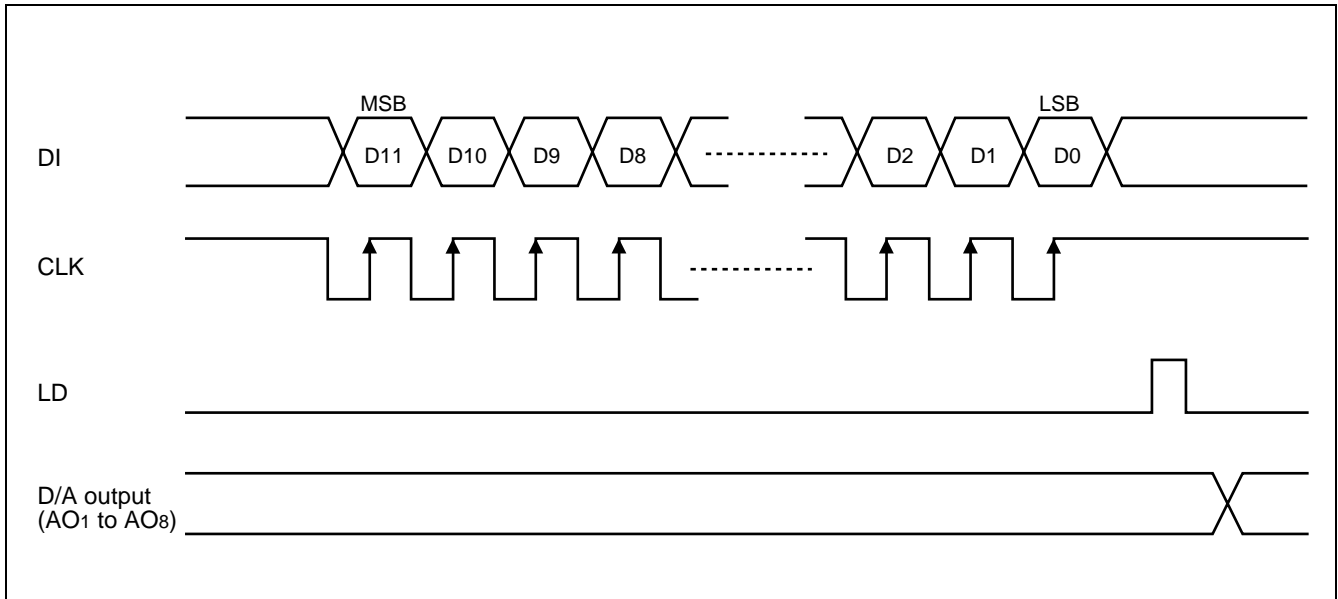 MSB LSB
DI D11 D10 D9 D8 D2 D1 D0
CLK
LD
D/A output
(AO1 to AO8)